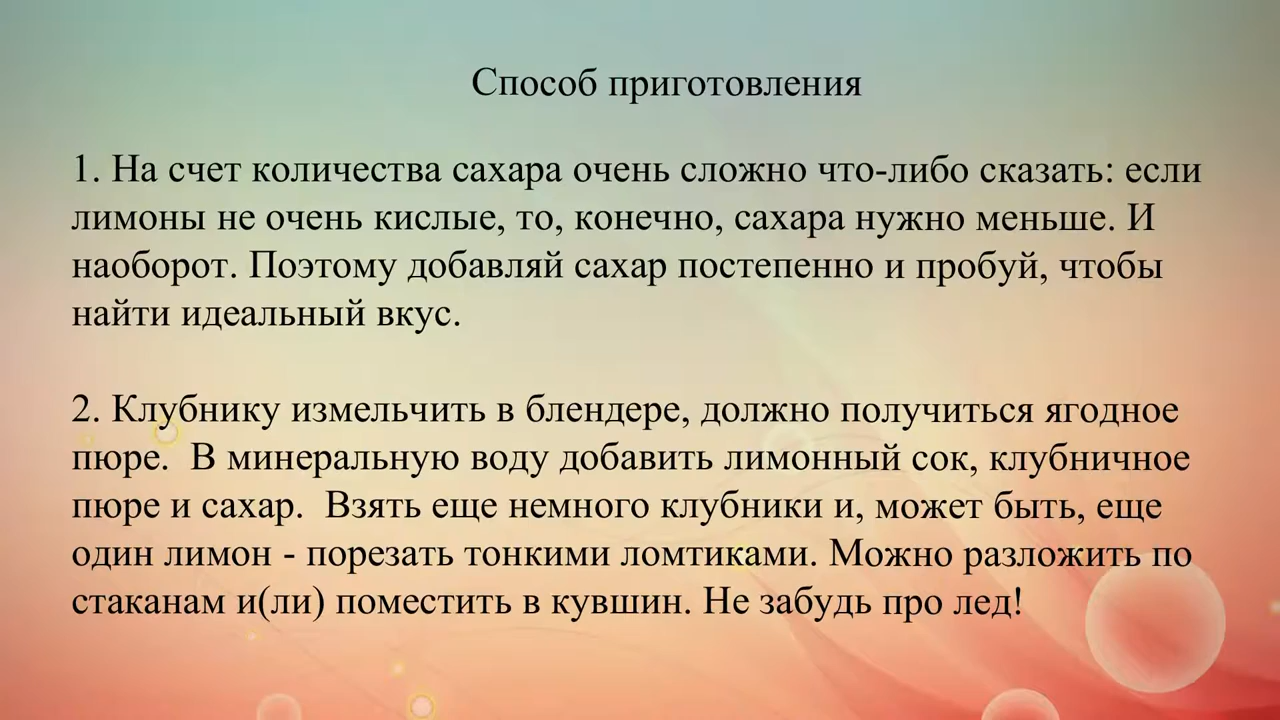 Способ приготовления
1. На счет количества сахара очень сложно что-либо сказать: если
лимоны не очень кислые, то, конечно, сахара нужно меньше. И
наоборот. Поэтому добавляй сахар постепенно и пробуй, чтобы
найти идеальный вкус.
2. Клубнику измельчить в блендере, должно получиться ягодное
пюре.  В минеральную воду добавить лимонный сок, клубничное
пюре и сахар.  Взять еще немного клубники и, может быть, еще
один лимон - порезать тонкими ломтиками. Можно разложить по
стаканам и(ли) поместить в кувшин. Не забудь про лед!